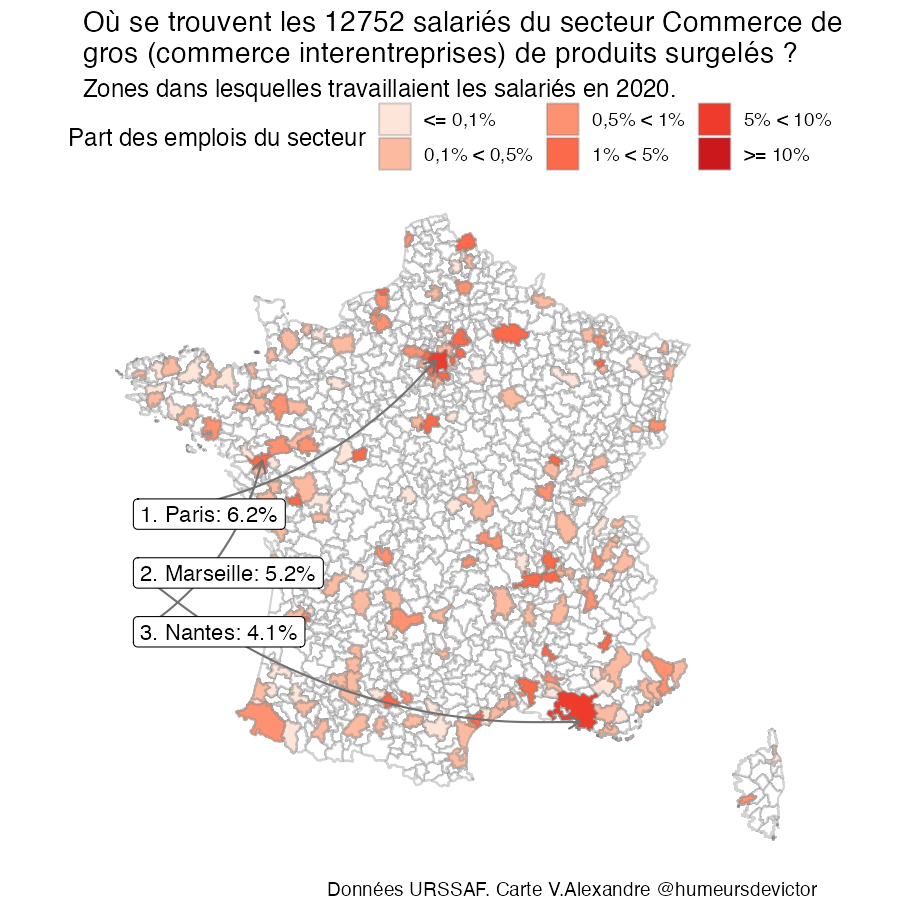 Où se trouvent les 12752 salariés du secteur Commerce de
gros (commerce interentreprises) de produits surgelés ?
Zones dans lesquelles travaillaient les salariés en 2020.
Part des emplois du secteur
<= 0,1%
0,1% < 0,5%
0,5% < 1%
1% < 5%
5% < 10%
>= 10%
1. Paris: 6.2%
2. Marseille: 5.2%
3. Nantes: 4.1%
Données URSSAF. Carte V.Alexandre @humeursdevictor